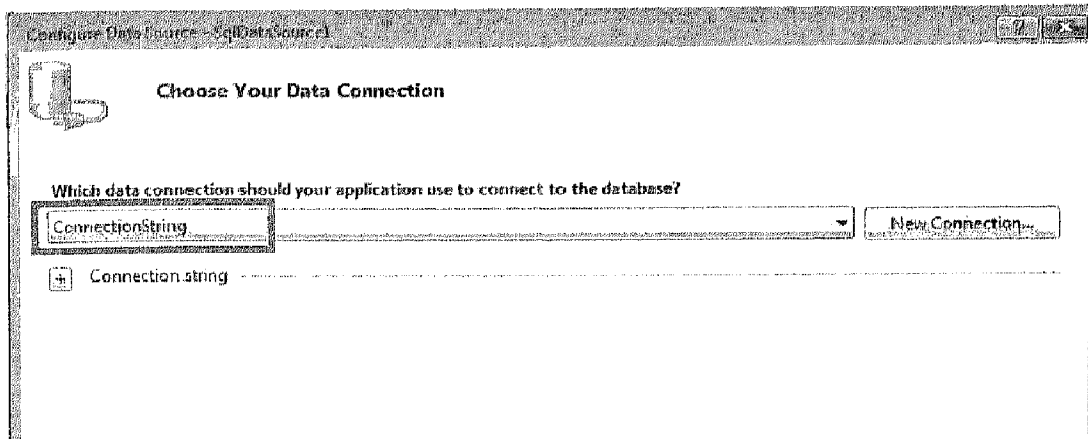 Configure Data Source - SqlDataSource1
Choose Your Data Connection
Which data connection should your application use to connect to the database?
ConnectionString
New Connection...
Connection string